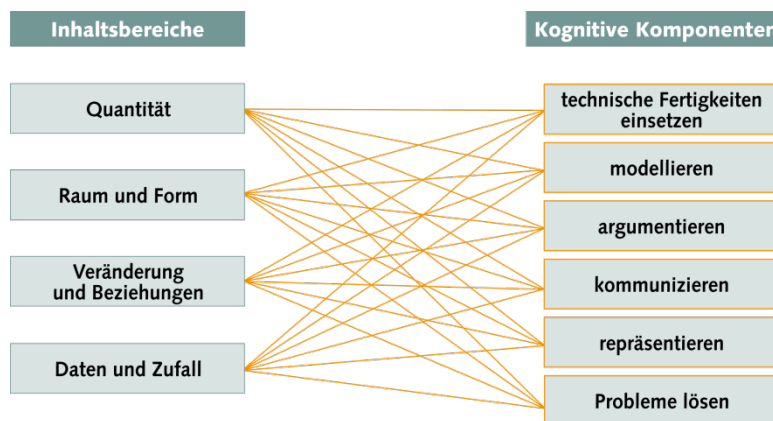 Inhaltsbereiche
Kognitive Komponenten
Quantität
Raum und Form
Veränderung
und Beziehungen
Daten und Zufall
technische Fertigkeiten
einsetzen
modellieren
argumentieren
kommunizieren
repräsentieren
Probleme lösen